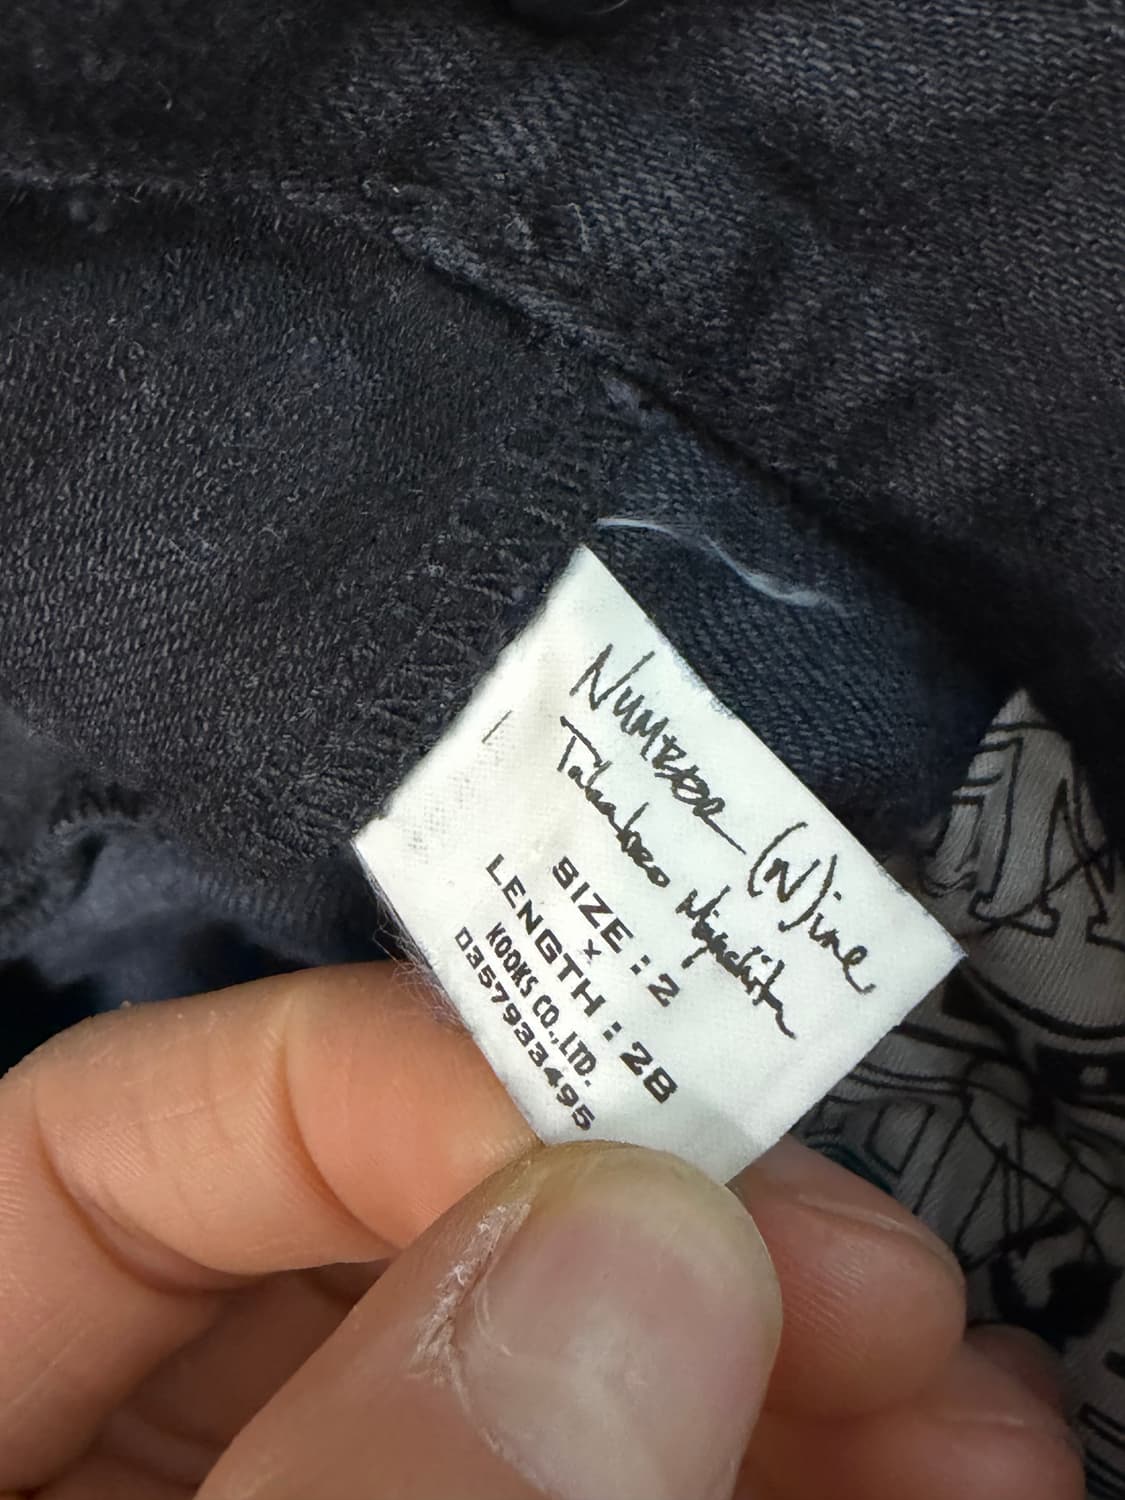 NUMBER (N)ine
Takahiro Miyashita
SIZE : 2
×
LENGTH : 28
KOOKS CO.,LTD.
0357933495